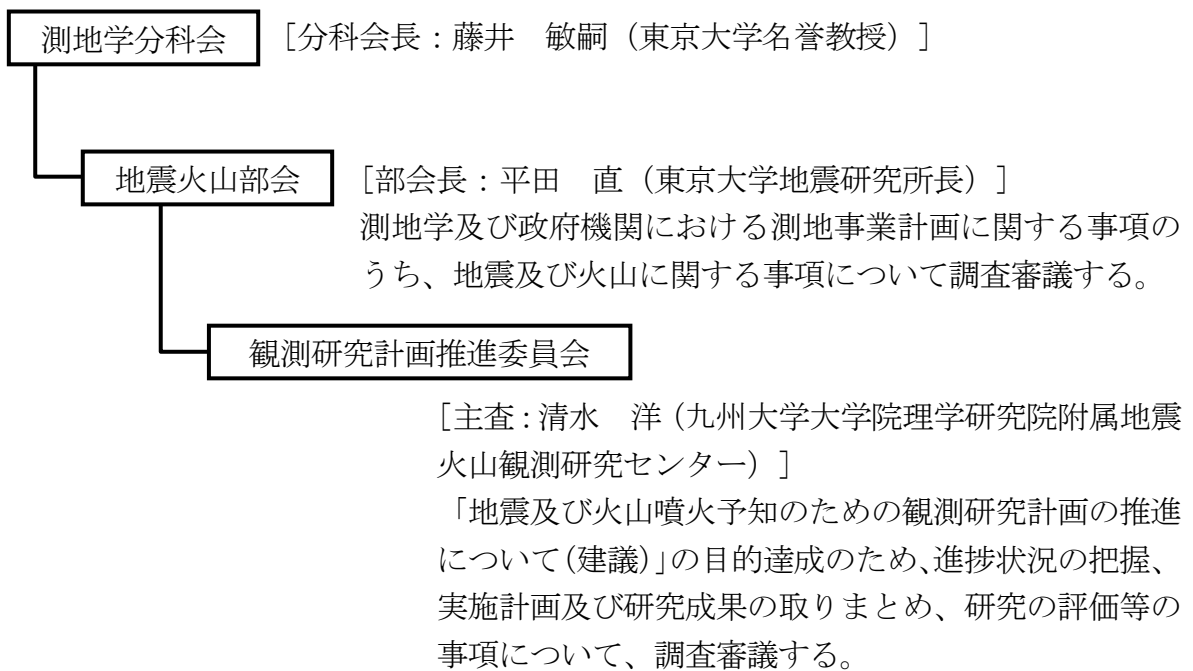 測地学分科会 [分科会長:藤井 敏嗣(東京大学名誉教授)]
地震火山部会 [部会長:平田 直(東京大学地震研究所長)]
測地学及び政府機関における測地事業計画に関する事項の
うち、地震及び火山に関する事項について調査審議する。
観測研究計画推進委員会
[主査:清水 洋(九州大学大学院理学研究院附属地震
火山観測研究センター)]
「地震及び火山噴火予知のための観測研究計画の推進
について(建議)」の目的達成のため、進捗状況の把握、
実施計画及び研究成果の取りまとめ、研究の評価等の
事項について、調査審議する。